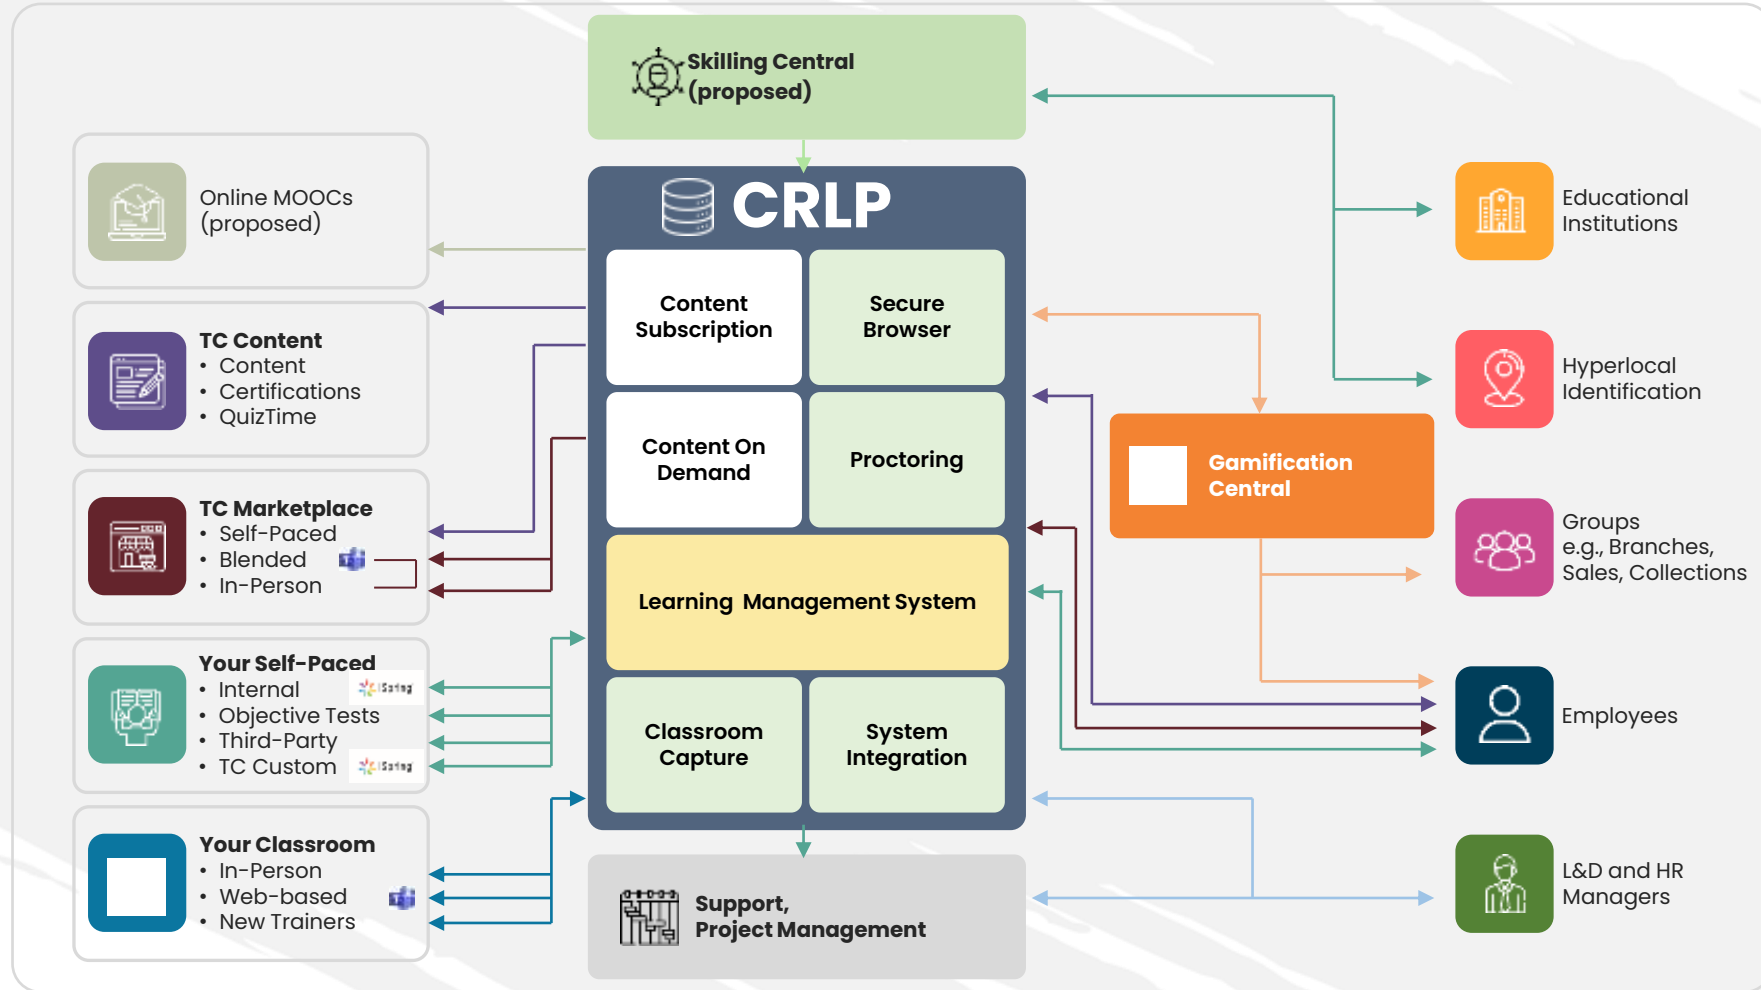 Skilling Central
(proposed)
Online MOOCs
(proposed)
TC Content
• Content
• Certifications
• QuizTime
TC Marketplace
• Self-Paced
• Blended
• In-Person
Your Self-Paced
• Internal
iSpring
• Objective Tests
• Third-Party
• TC Custom
iSpring
Your Classroom
• In-Person
• Web-based
• New Trainers
CRLP
Content
Subscription
Secure
Browser
Content On
Demand
Proctoring
Learning Management System
Classroom
Capture
System
Integration
Support,
Project Management
Gamification
Central
Educational
Institutions
Hyperlocal
Identification
Groups
e.g., Branches,
Sales, Collections
Employees
L&D and HR
Managers